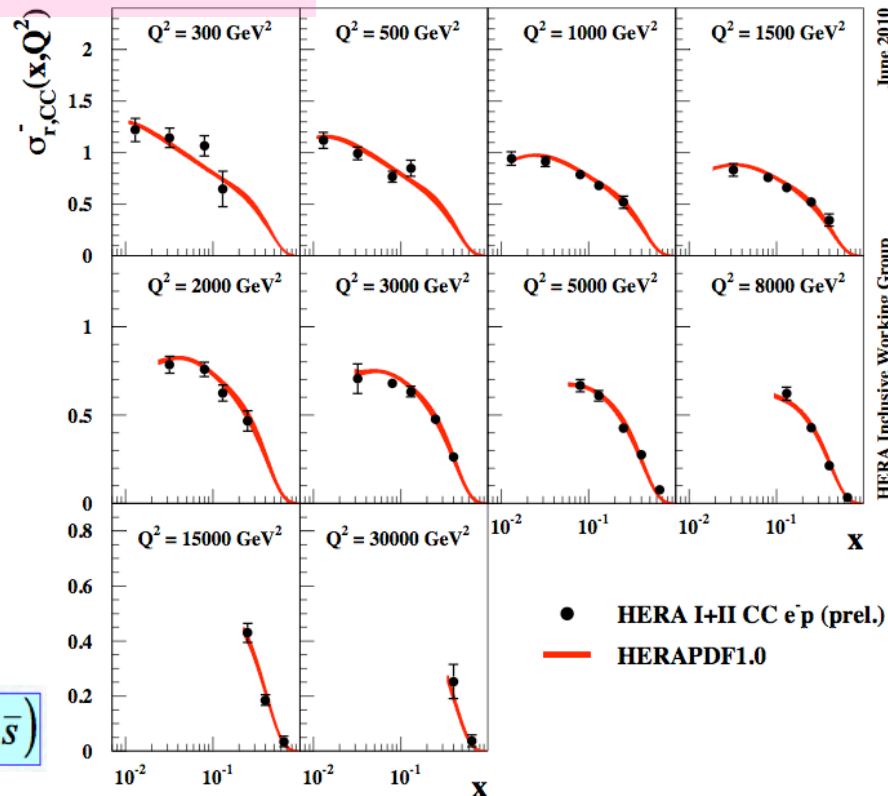 σ⁻r,CC(x,Q²)
June 2010
HERA Inclusive Working Group
Q² = 300 GeV²
Q² = 500 GeV²
Q² = 1000 GeV²
Q² = 1500 GeV²
2
1.5
1
0.5
0
Q² = 2000 GeV²
Q² = 3000 GeV²
Q² = 5000 GeV²
Q² = 8000 GeV²
1
0.5
0
10⁻² 10⁻¹ 10⁻² 10⁻¹
x
Q² = 15000 GeV²
Q² = 30000 GeV²
0.8
0.6
0.4
0.2
0
10⁻² 10⁻¹ 10⁻² 10⁻¹
x
HERA I+II CC e⁻p (prel.)
HERAPDF1.0
s̅)